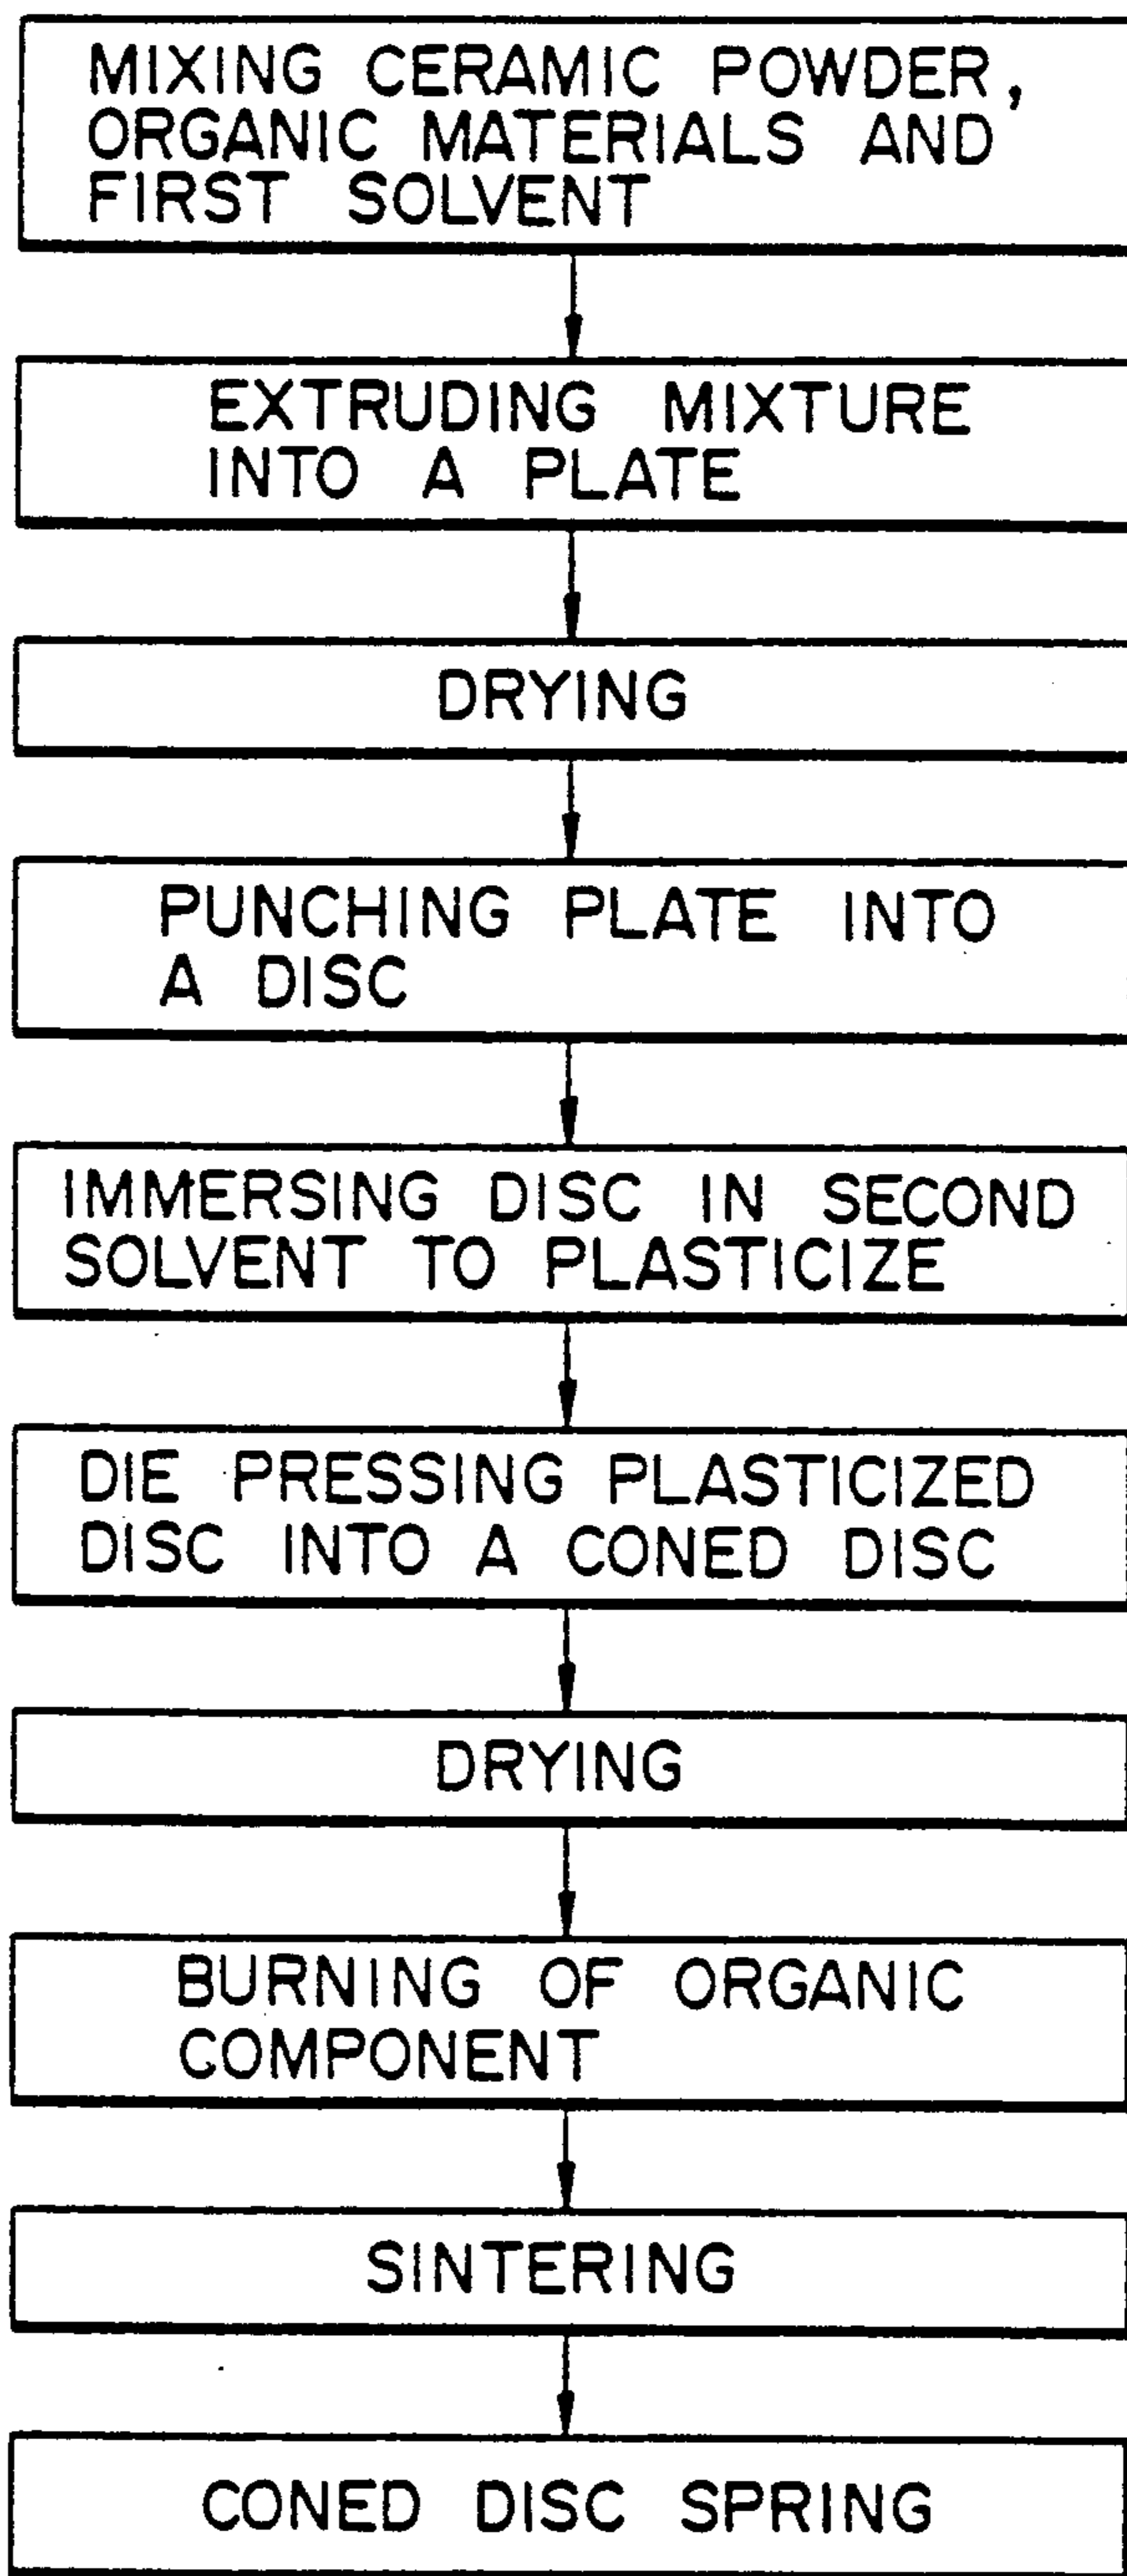 MIXING CERAMIC POWDER,
ORGANIC MATERIALS AND
FIRST SOLVENT
EXTRUDING MIXTURE
INTO A PLATE
DRYING
PUNCHING PLATE INTO
A DISC
IMMERSING DISC IN SECOND
SOLVENT TO PLASTICIZE
DIE PRESSING PLASTICIZED
DISC INTO A CONED DISC
DRYING
BURNING OF ORGANIC
COMPONENT
SINTERING
CONED DISC SPRING